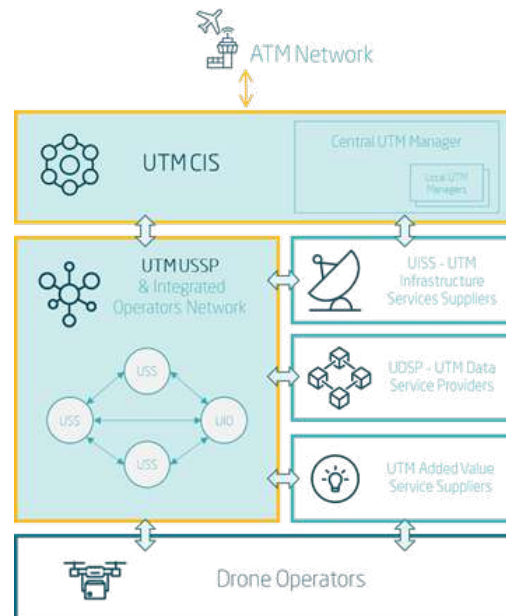 ATM Network
UTM CIS
Central UTM Manager
Local UTM
Managers
UTM USSP
& Integrated
Operators Network
USS
USS
UIO
USS
UISS - UTM
Infrastructure
Services Suppliers
UDSP - UTM Data
Service Providers
UTM Added Value
Service Suppliers
Drone Operators